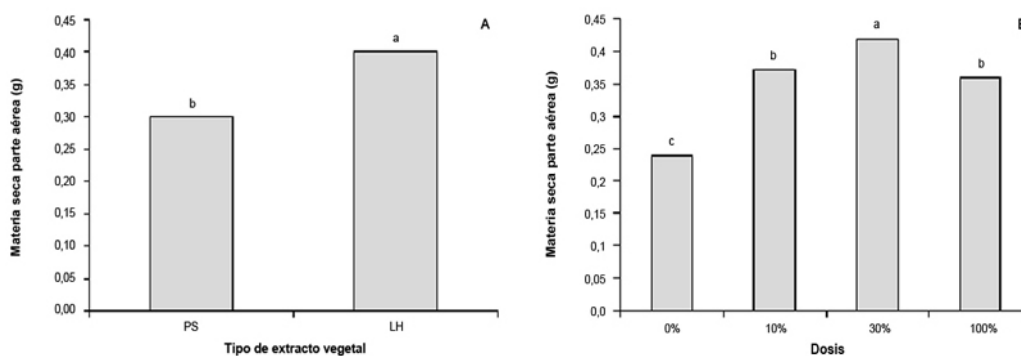 A
Materia seca parte aérea (g)
0,45
0,40
0,35
0,30
0,25
0,20
0,15
0,10
0,05
0,00
b
a
PS
LH
Tipo de extracto vegetal
Materia seca parte aérea (g)
0,45
0,4
0,35
0,3
0,25
0,2
0,15
0,1
0,05
0,0
c
b
a
b
0%
10%
30%
100%
Dosis